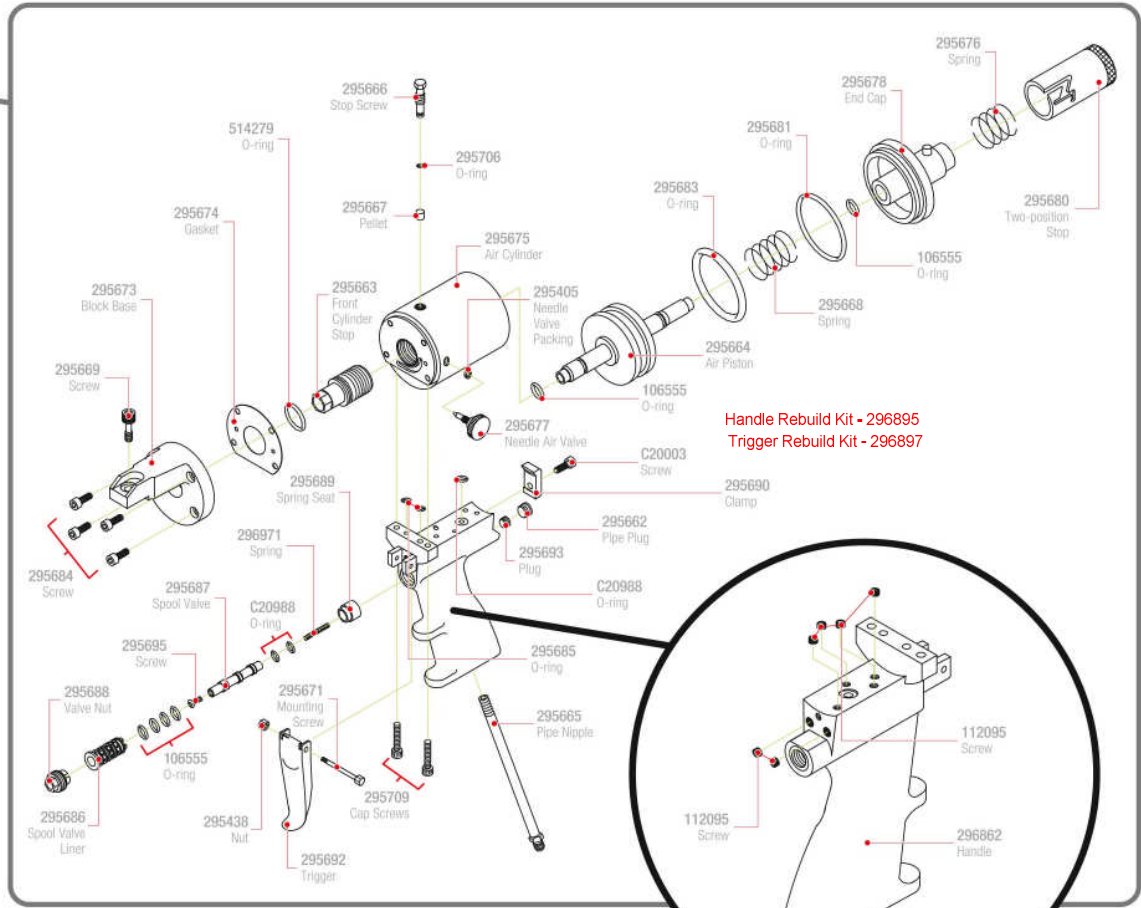 295676
Spring
295678
End Cap
295666
Stop Screw
514279
O-ring
295681
O-ring
295706
O-ring
295683
O-ring
295680
Two-position
Stop
295674
Gasket
295667
Pellet
295675
Air Cylinder
106555
O-ring
295673
Block Base
295663
Front
Cylinder
Stop
295405
Needle
Valve
Packing
295668
Spring
295664
Air Piston
295669
Screw
106555
O-ring
Handle Rebuild Kit - 296895
Trigger Rebuild Kit - 296897
295677
Needle Air Valve
C20003
Screw
295689
Spring Seat
295690
Clamp
296971
Spring
295662
Pipe Plug
295693
Plug
295684
Screw
295687
Spool Valve
C20988
O-ring
C20988
O-ring
295695
Screw
295685
O-ring
295688
Valve Nut
295671
Mounting
Screw
295665
Pipe Nipple
106555
O-ring
112095
Screw
295709
Cap Screws
295686
Spool Valve
Liner
295438
Nut
112095
Screw
296862
Handle
295692
Trigger